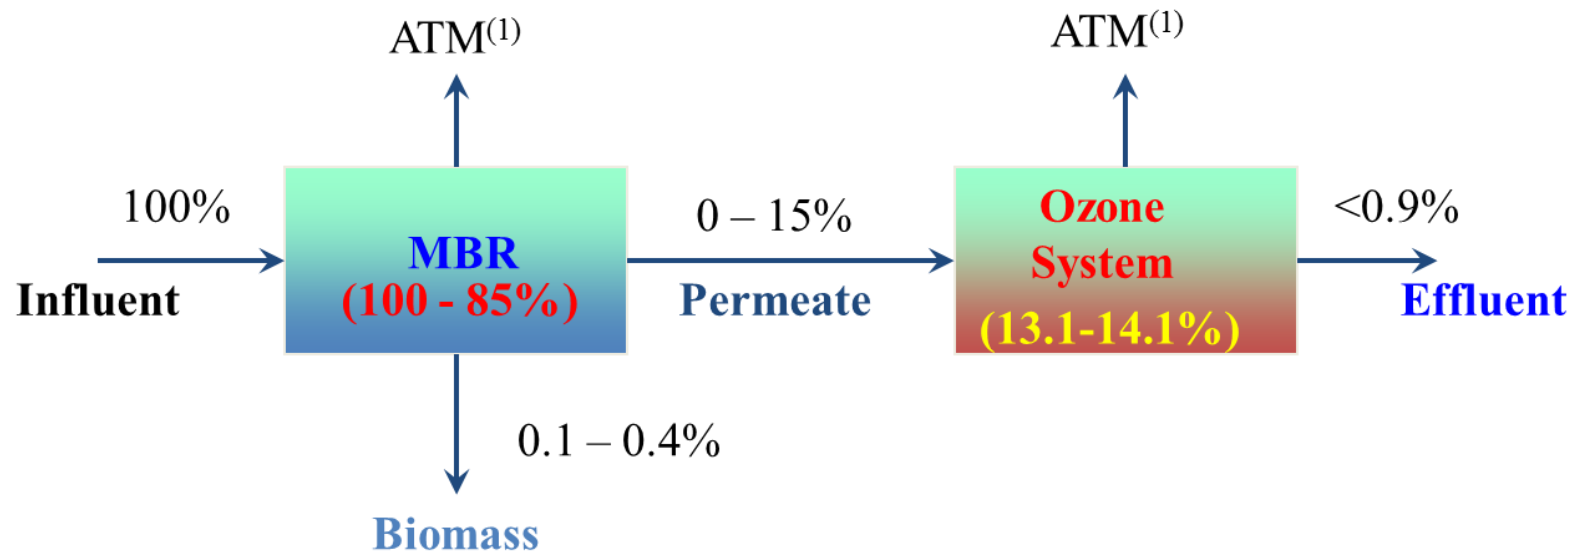 ATM(1)
ATM(1)
100%
0 – 15%
<0.9%
MBR
(100 - 85%)
Ozone
System
(13.1-14.1%)
Influent
Permeate
Effluent
0.1 – 0.4%
Biomass